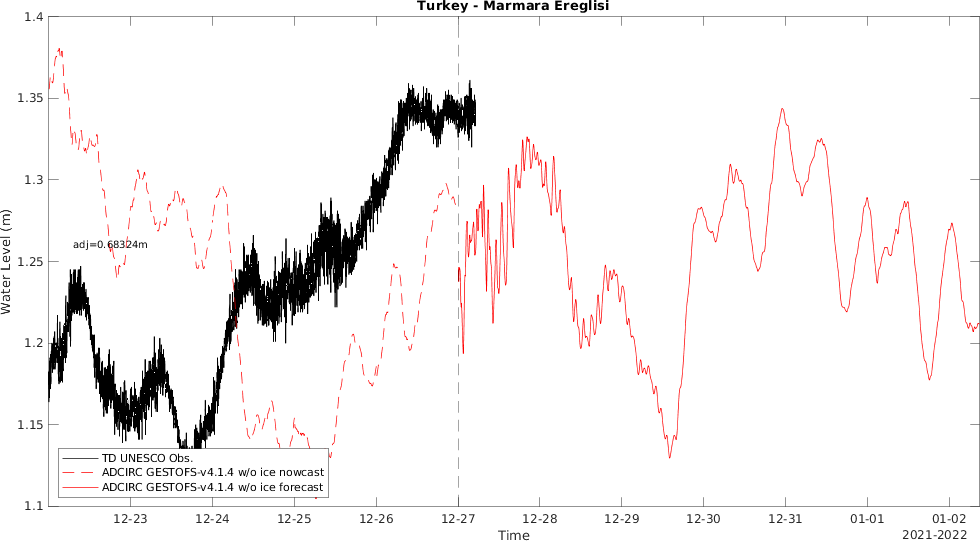 Turkey - Marmara Ereglisi
1.4
1.35
1.3
1.25
1.2
1.15
1.1
Water Level (m)
adj=0.68324m
TD UNESCO Obs.
ADCIRC GESTOFS-v4.1.4 w/o ice nowcast
ADCIRC GESTOFS-v4.1.4 w/o ice forecast
12-23
12-24
12-25
12-26
12-27
12-28
12-29
12-30
12-31
01-01
01-02
Time
2021-2022